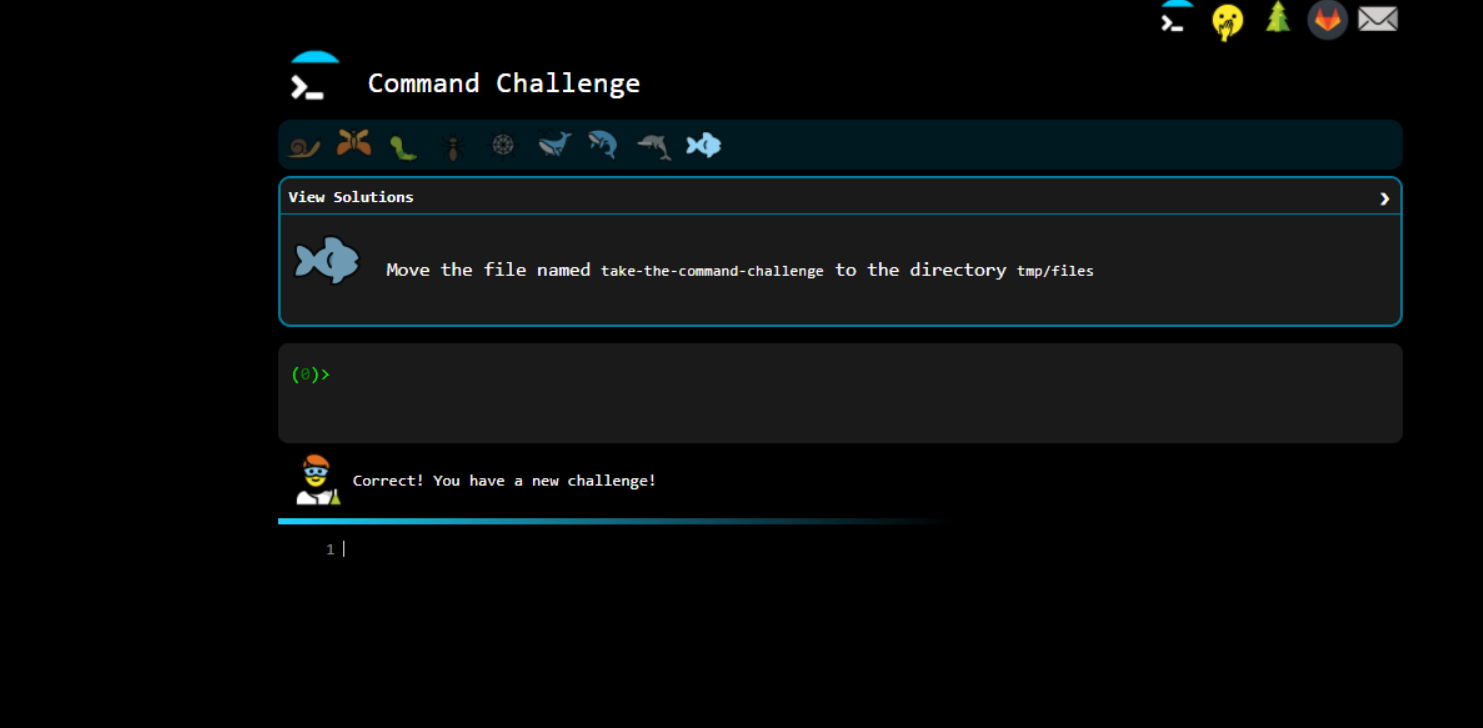 Command Challenge
View Solutions
Move the file named take-the-command-challenge to the directory tmp/files
(0)>
Correct! You have a new challenge!
1